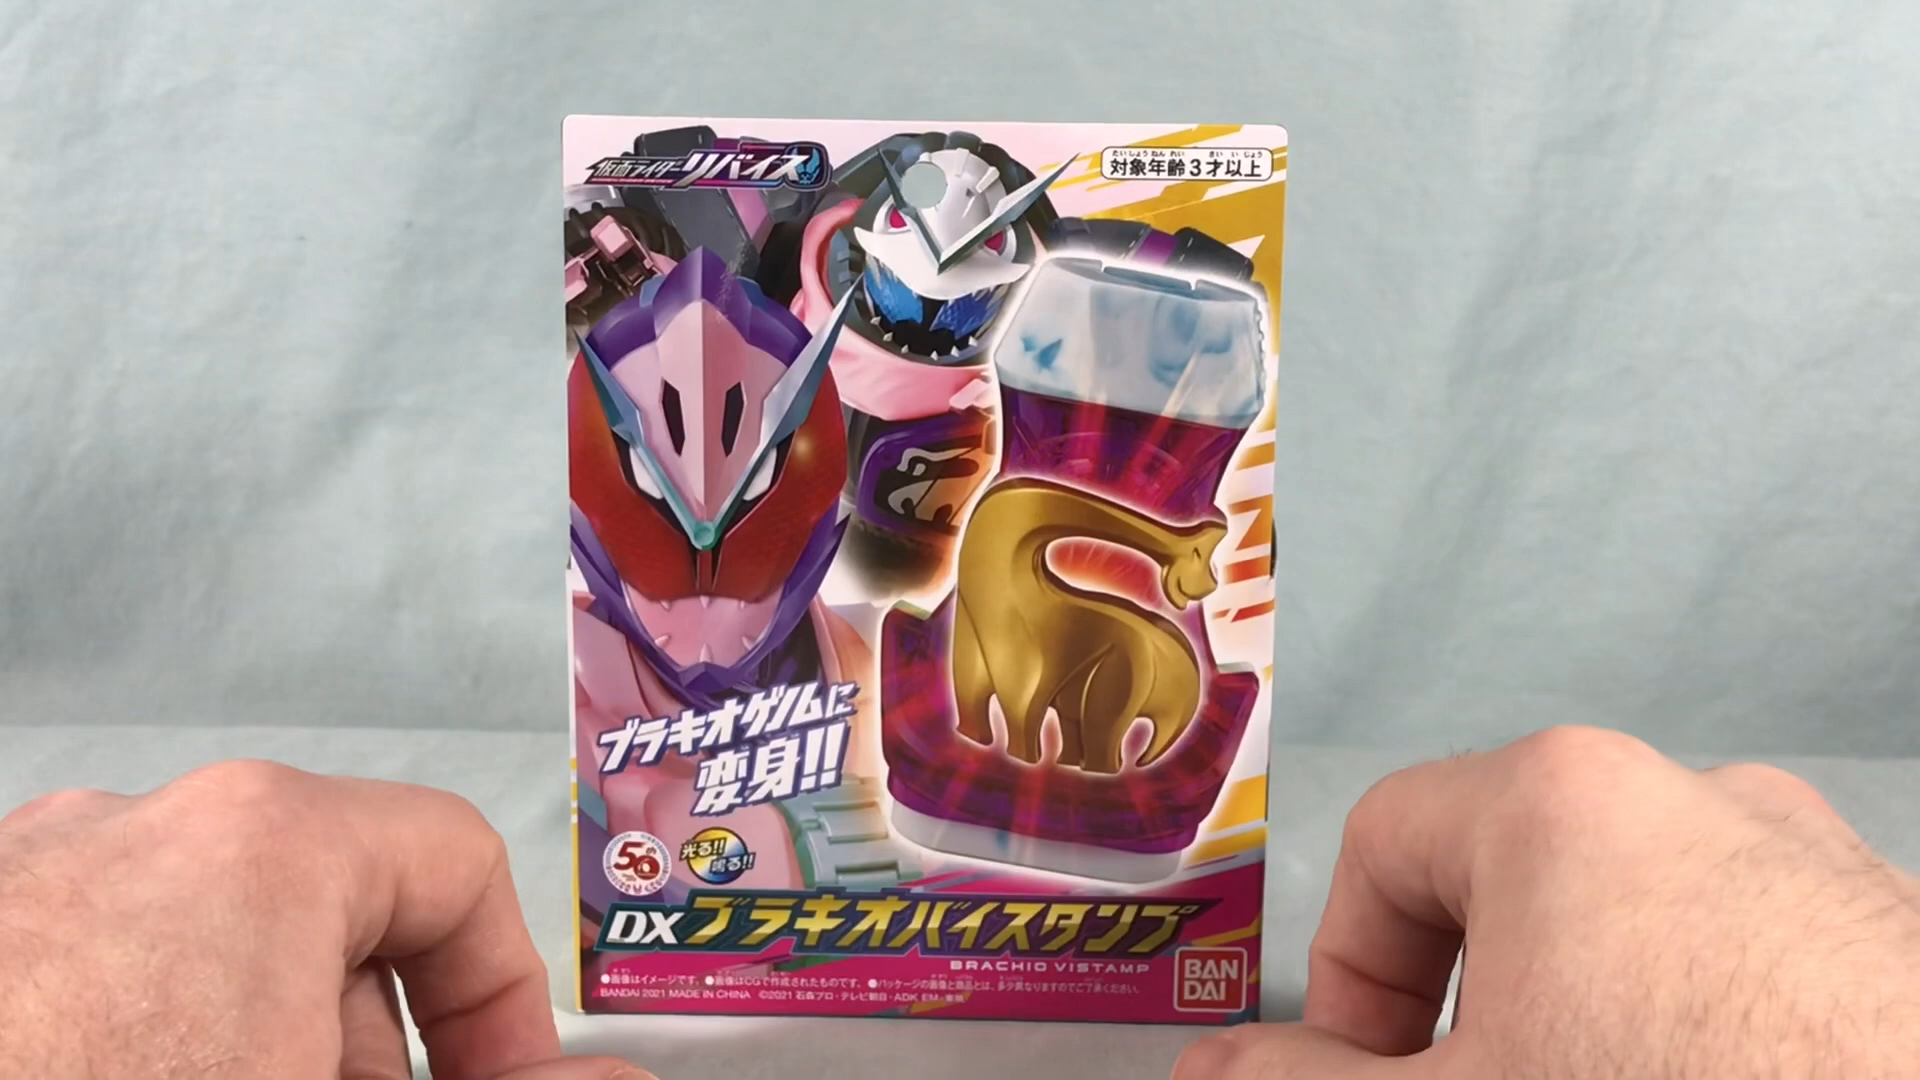 仮面ライダーリバイス
対象年齢3才以上
ブラキオゲノムに
変身!!
50
光る!!
鳴る!!
DXブラキオバイスタンプ
BRACHIO VISTAMP
BAN
DAI
●画像はイメージです。●画像はCGで作成されたものです。●パッケージの画像と商品とは、多少異なりますのでご了承ください。
BANDAI 2021 MADE IN CHINA ©2021 石森プロ・テレビ朝日・ADK EM・東映